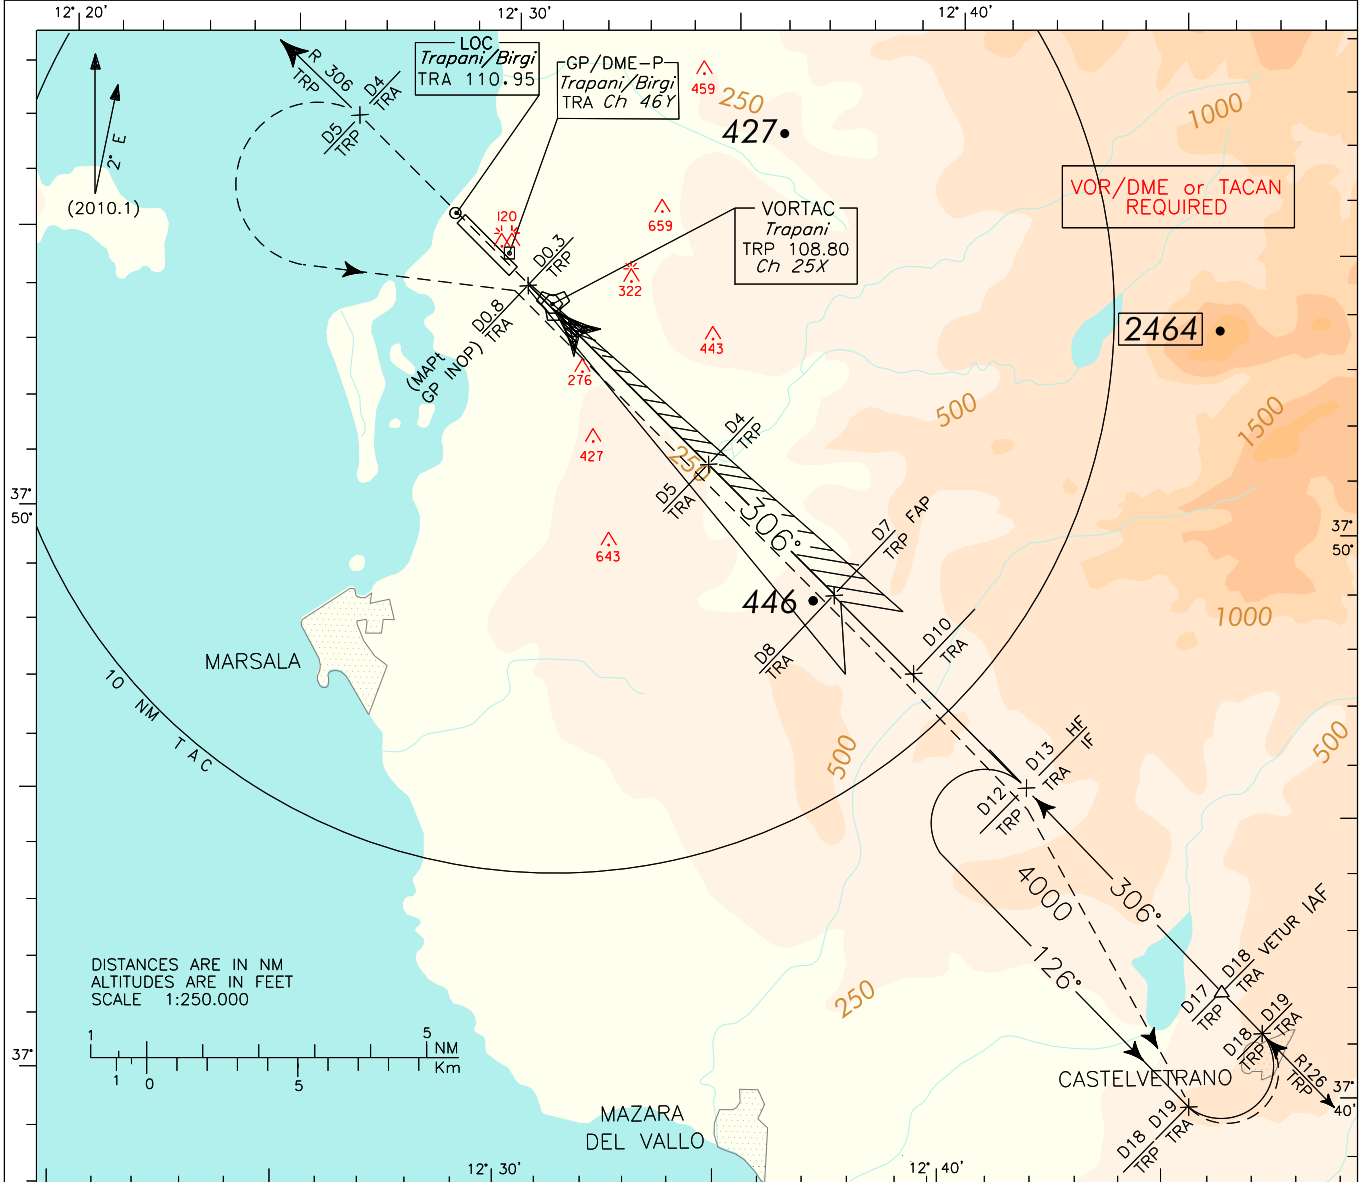 12° 20'
12° 30'
12° 40'
LOC
Trapani/Birgi
TRA 110.95
GP/DME-P
Trapani/Birgi
TRA Ch 46Y
R 306
TRP
D4
TRA
D5
TRP
2° E
(2010.1)
459
250
427
1000
VOR/DME or TACAN
REQUIRED
120
659
VORTAC
Trapani
TRP 108.80
Ch 25X
D0.3
TRP
322
D0.8
TRA
(MAPt
GP INOP)
443
2464
276
427
D4
TRP
500
1500
250
D5
TRA
37°
50'
306°
D7
TRP
FAP
37°
50'
643
446
1000
MARSALA
D8
TRA
D10
TRA
10 NM TAC
500
500
D13
TRA
HF
IF
D12
TRP
4000
306°
126°
DISTANCES ARE IN NM
ALTITUDES ARE IN FEET
SCALE 1:250.000
250
D18
TRA
VETUR IAF
D17
TRP
D19
TRA
D18
TRP
1
5
NM
Km
1
0
5
37°
R126
TRP
CASTELVETRANO
37°
40'
MAZARA
DEL VALLO
D18
TRP
D19
TRA
12° 30'
12° 40'